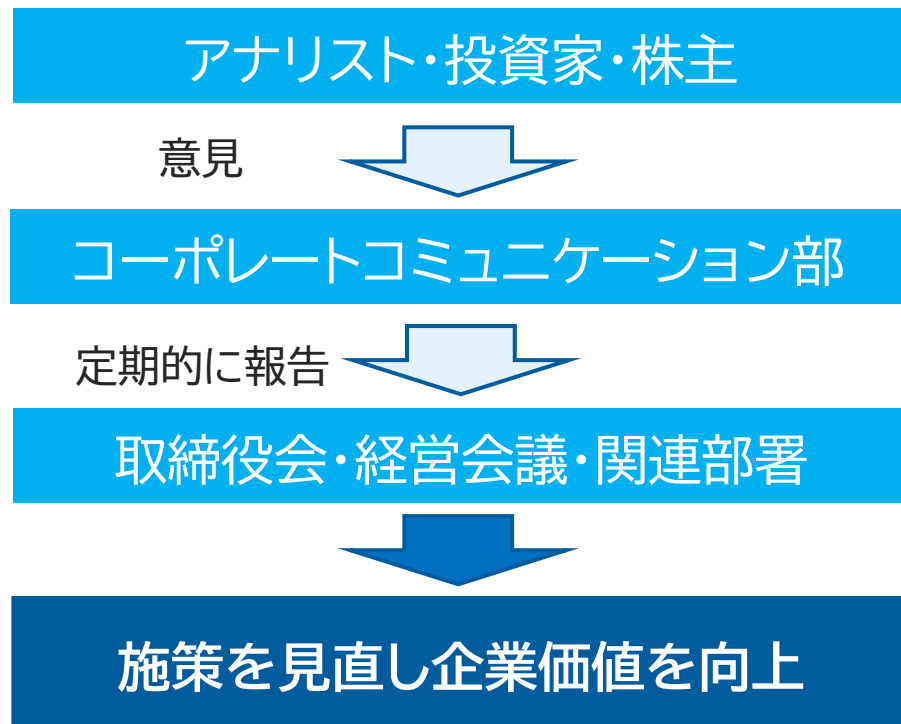 アナリスト・投資家・株主
意見
コーポレートコミュニケーション部
定期的に報告
取締役会・経営会議・関連部署
施策を見直し企業価値を向上